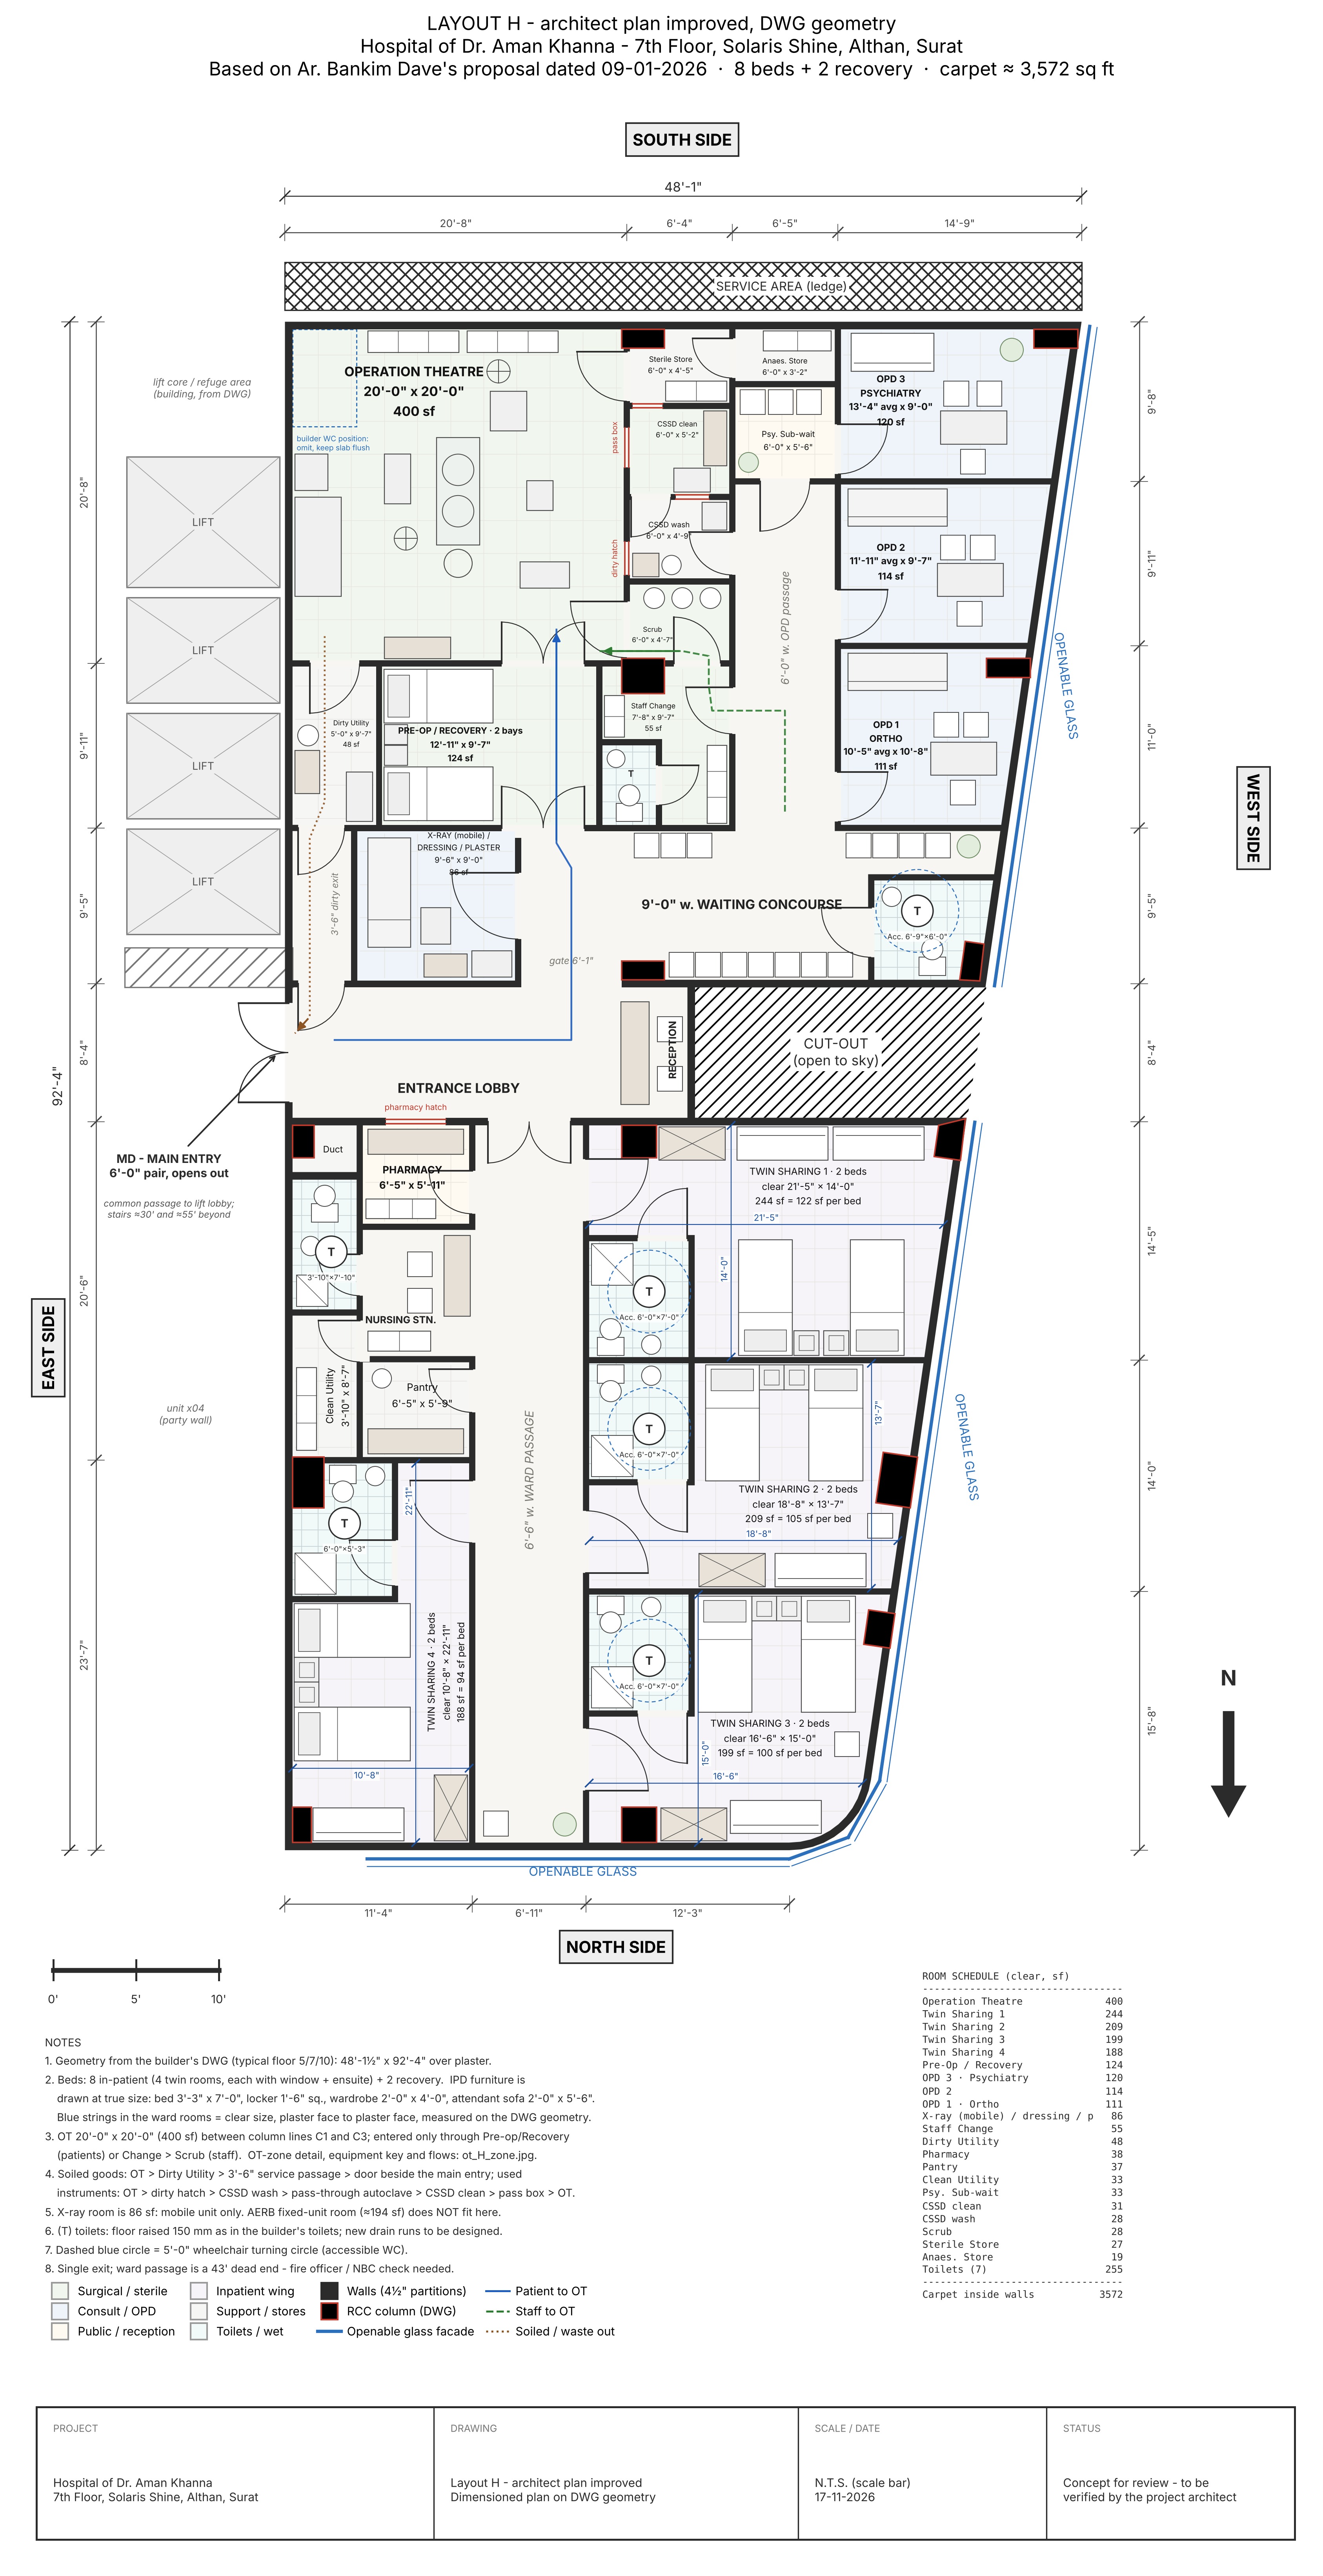 LAYOUT H - architect plan improved, DWG geometry
Hospital of Dr. Aman Khanna - 7th Floor, Solaris Shine, Althan, Surat
Based on Ar. Bankim Dave's proposal dated 09-01-2026 · 8 beds + 2 recovery · carpet ≈ 3,572 sq ft
SOUTH SIDE
48'-1"
20'-8"
6'-4"
6'-5"
14'-9"
SERVICE AREA (ledge)
lift core / refuge area
(building, from DWG)
OPERATION THEATRE
20'-0" x 20'-0"
400 sf
builder WC position:
omit, keep slab flush
Sterile Store
6'-0" x 4'-5"
Anaes. Store
6'-0" x 3'-2"
OPD 3
PSYCHIATRY
13'-4" avg x 9'-0"
120 sf
pass box
CSSD clean
6'-0" x 5'-2"
Psy. Sub-wait
6'-0" x 5'-6"
9'-8"
LIFT
20'-8"
CSSD wash
6'-0" x 4'-9"
dirty hatch
OPD 2
11'-11" avg x 9'-7"
114 sf
9'-11"
6'-0" w. OPD passage
Scrub
6'-0" x 4'-7"
OPENABLE GLASS
LIFT
Dirty Utility
5'-0" x 9'-7"
48 sf
PRE-OP / RECOVERY · 2 bays
12'-11" x 9'-7"
124 sf
Staff Change
7'-8" x 9'-7"
55 sf
T
OPD 1
ORTHO
10'-5" avg x 10'-8"
111 sf
11'-0"
9'-11"
LIFT
WEST SIDE
X-RAY (mobile) /
DRESSING / PLASTER
9'-6" x 9'-0"
86 sf
LIFT
3'-6" dirty exit
9'-0" w. WAITING CONCOURSE
T
Acc. 6'-9"×6'-0"
9'-5"
9'-5"
gate 6'-1"
RECEPTION
CUT-OUT
(open to sky)
8'-4"
8'-4"
92'-4"
ENTRANCE LOBBY
pharmacy hatch
MD - MAIN ENTRY
6'-0" pair, opens out
common passage to lift lobby;
stairs ≈30' and ≈55' beyond
Duct
PHARMACY
6'-5" x 5'-11"
TWIN SHARING 1 · 2 beds
clear 21'-5" × 14'-0"
244 sf = 122 sf per bed
21'-5"
14'-0"
14'-5"
T
3'-10"×7'-10"
T
Acc. 6'-0"×7'-0"
20'-6"
EAST SIDE
NURSING STN.
Clean Utility
3'-10" x 8'-7"
Pantry
6'-5" x 5'-9"
unit x04
(party wall)
T
Acc. 6'-0"×7'-0"
13'-7"
OPENABLE GLASS
TWIN SHARING 2 · 2 beds
clear 18'-8" × 13'-7"
209 sf = 105 sf per bed
18'-8"
14'-0"
6'-6" w. WARD PASSAGE
22'-11"
T
6'-0"×5'-3"
23'-7"
TWIN SHARING 4 · 2 beds
clear 10'-8" × 22'-11"
188 sf = 94 sf per bed
10'-8"
T
Acc. 6'-0"×7'-0"
TWIN SHARING 3 · 2 beds
clear 16'-6" × 15'-0"
199 sf = 100 sf per bed
15'-0"
16'-6"
15'-8"
N
OPENABLE GLASS
11'-4"
6'-11"
12'-3"
NORTH SIDE
0'
5'
10'
NOTES
1. Geometry from the builder's DWG (typical floor 5/7/10): 48'-1½" x 92'-4" over plaster.
2. Beds: 8 in-patient (4 twin rooms, each with window + ensuite) + 2 recovery. IPD furniture is
drawn at true size: bed 3'-3" x 7'-0", locker 1'-6" sq., wardrobe 2'-0" x 4'-0", attendant sofa 2'-0" x 5'-6".
Blue strings in the ward rooms = clear size, plaster face to plaster face, measured on the DWG geometry.
3. OT 20'-0" x 20'-0" (400 sf) between column lines C1 and C3; entered only through Pre-op/Recovery
(patients) or Change > Scrub (staff). OT-zone detail, equipment key and flows: ot_H_zone.jpg.
4. Soiled goods: OT > Dirty Utility > 3'-6" service passage > door beside the main entry; used
instruments: OT > dirty hatch > CSSD wash > pass-through autoclave > CSSD clean > pass box > OT.
5. X-ray room is 86 sf: mobile unit only. AERB fixed-unit room (≈194 sf) does NOT fit here.
6. (T) toilets: floor raised 150 mm as in the builder's toilets; new drain runs to be designed.
7. Dashed blue circle = 5'-0" wheelchair turning circle (accessible WC).
8. Single exit; ward passage is a 43' dead end - fire officer / NBC check needed.
Surgical / sterile
Inpatient wing
Walls (4½" partitions)
Patient to OT
Consult / OPD
Support / stores
RCC column (DWG)
Staff to OT
Public / reception
Toilets / wet
Openable glass facade
Soiled / waste out
ROOM SCHEDULE (clear, sf)
---------------------------------
Operation Theatre 400
Twin Sharing 1 244
Twin Sharing 2 209
Twin Sharing 3 199
Twin Sharing 4 188
Pre-Op / Recovery 124
OPD 3 · Psychiatry 120
OPD 2 114
OPD 1 · Ortho 111
X-ray (mobile) / dressing / p 86
Staff Change 55
Dirty Utility 48
Pharmacy 38
Pantry 37
Clean Utility 33
Psy. Sub-wait 33
CSSD clean 31
CSSD wash 28
Scrub 28
Sterile Store 27
Anaes. Store 19
Toilets (7) 255
---------------------------------
Carpet inside walls 3572
PROJECT
Hospital of Dr. Aman Khanna
7th Floor, Solaris Shine, Althan, Surat
DRAWING
Layout H - architect plan improved
Dimensioned plan on DWG geometry
SCALE / DATE
N.T.S. (scale bar)
17-11-2026
STATUS
Concept for review - to be
verified by the project architect